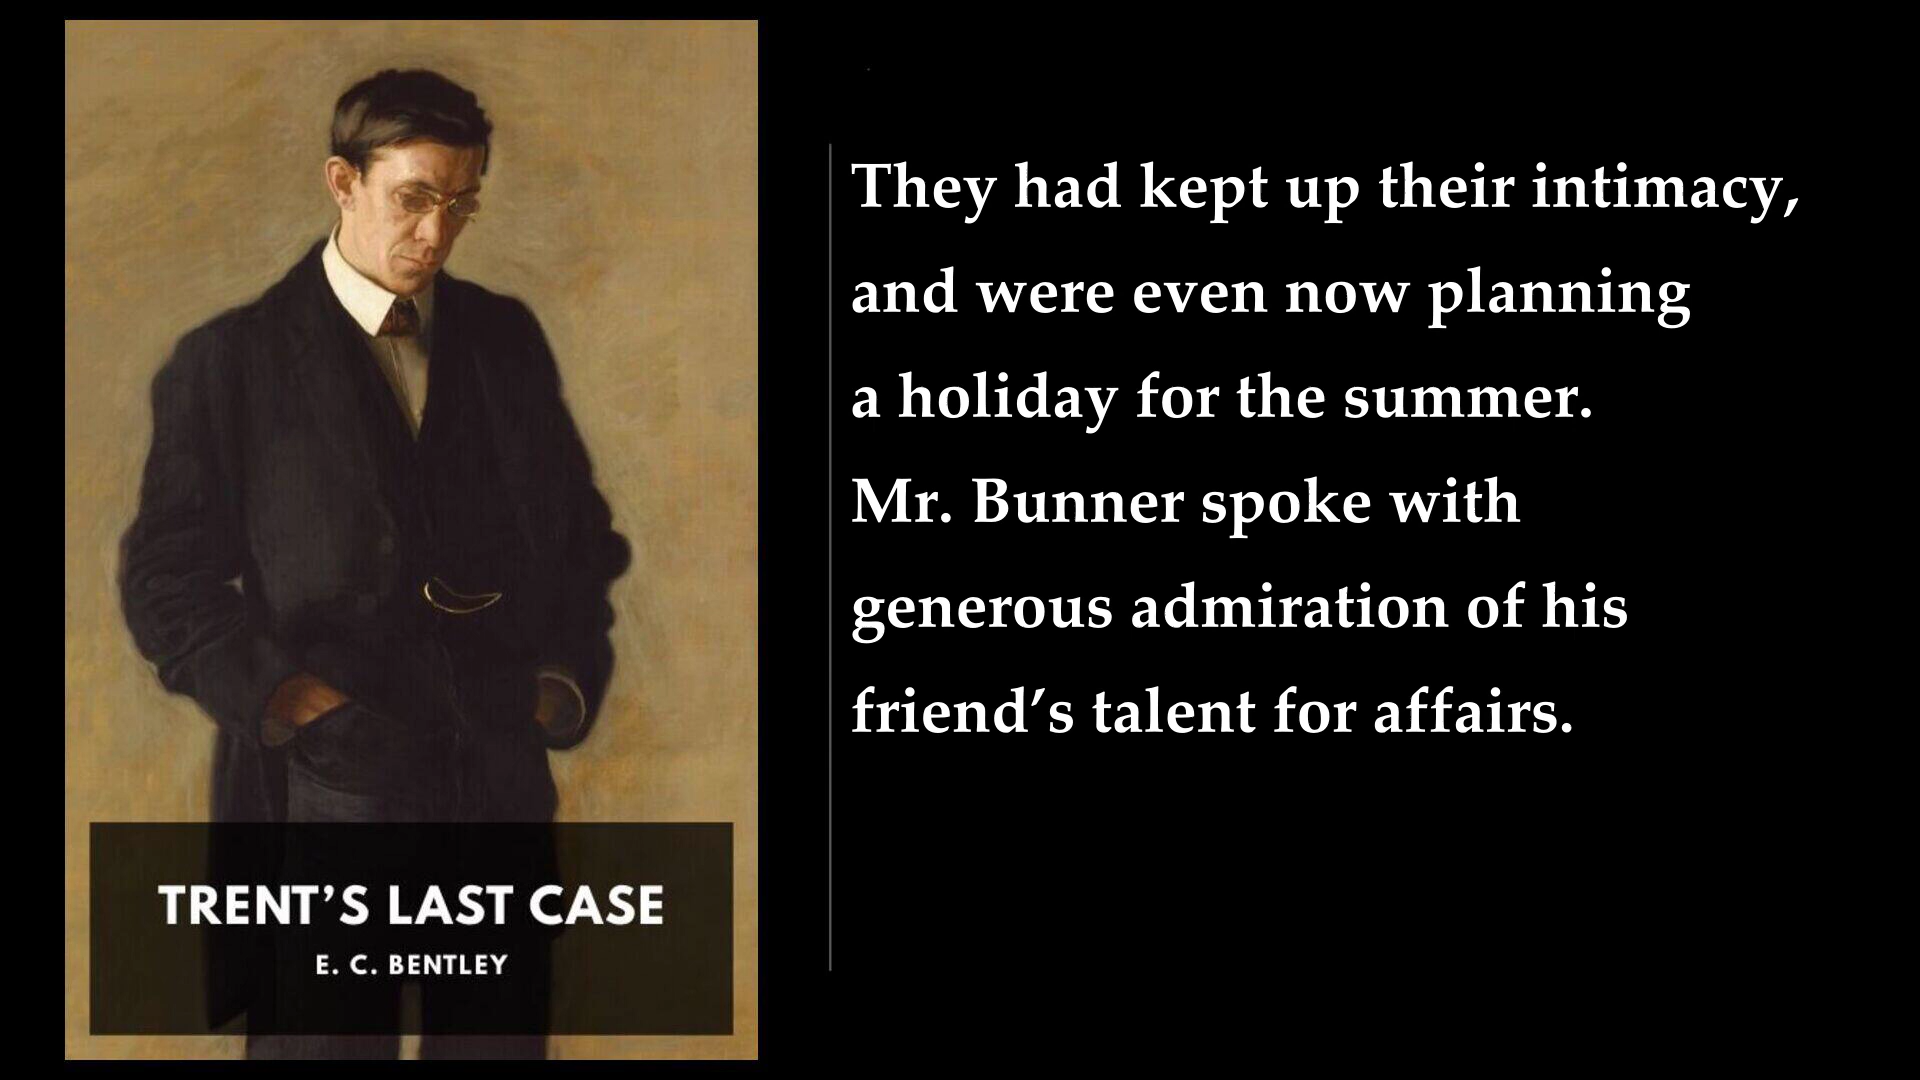 TRENT’S LAST CASE
E. C. BENTLEY
They had kept up their intimacy,
and were even now planning
a holiday for the summer.
Mr. Bunner spoke with
generous admiration of his
friend’s talent for affairs.